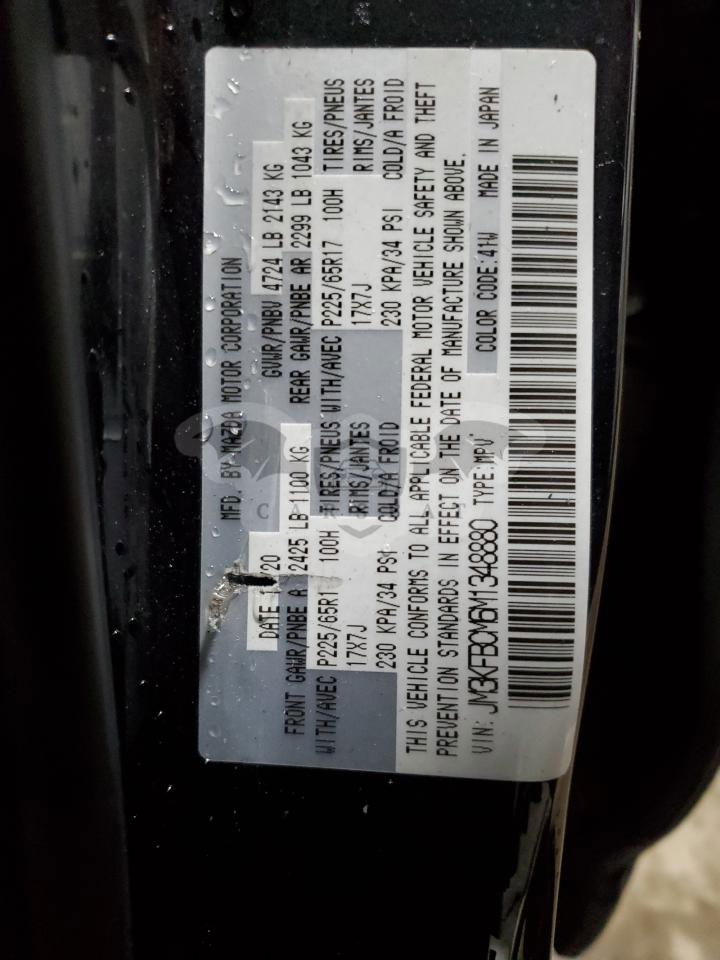 MFD. BY MAZDA MOTOR CORPORATION
DATE GVWR/PNBV 4724 LB 2143 KG
FRONT GAWR/PNBE A 2425 LB 1100 KG REAR GAWR/PNBE AR 2299 LB 1043 KG
WITH/AVEC P225/65R1 100H TIRES/PNEUS WITH/AVEC P225/65R17 100H TIRES/PNEUS
17X7J RIMS/JANTES 17X7J RIMS/JANTES
230 KPA/34 PSI COLD/A FROID 230 KPA/34 PSI COLD/A FROID
THIS VEHICLE CONFORMS TO ALL APPLICABLE FEDERAL MOTOR VEHICLE SAFETY AND THEFT
PREVENTION STANDARDS IN EFFECT ON THE DATE OF MANUFACTURE SHOWN ABOVE.
VIN: JM3KFBCM6M1348880 TYPE:MPV COLOR CODE:41W MADE IN JAPAN